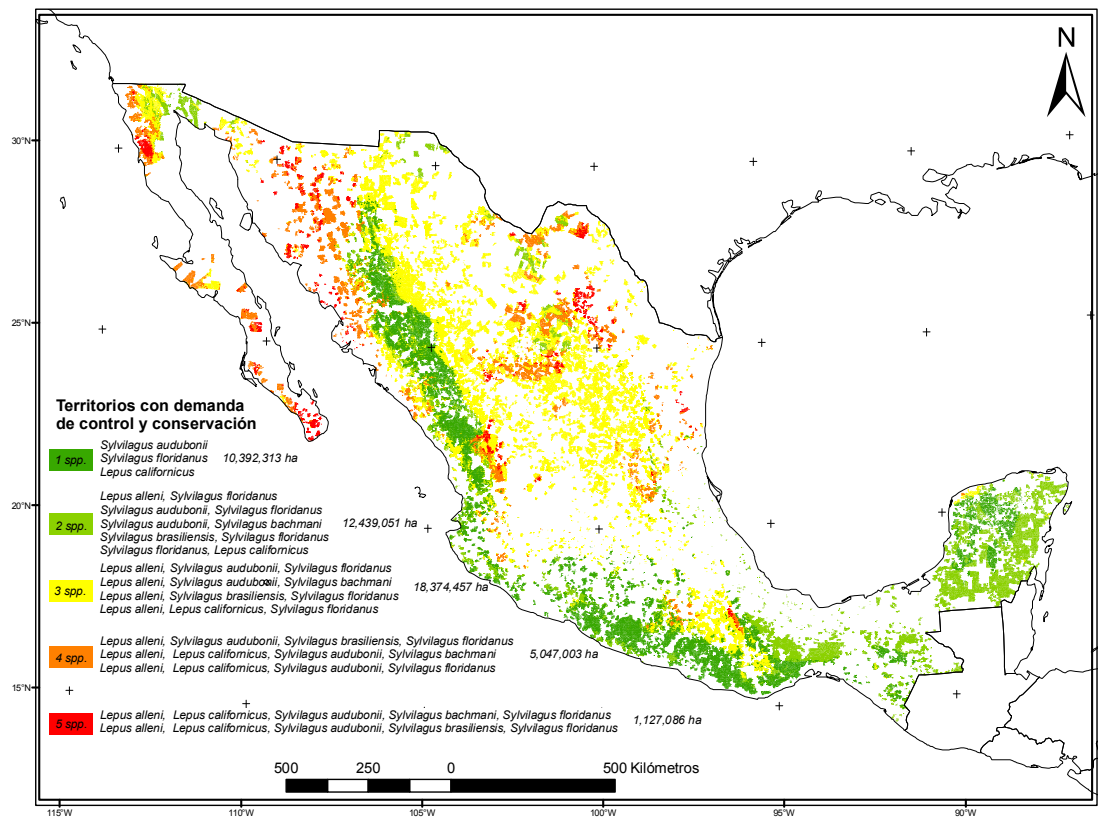 N
30°N
25°N
20°N
15°N
Territorios con demanda
de control y conservación
1 spp.
Sylvilagus audubonii
Sylvilagus floridanus 10,392,313 ha
Lepus californicus
2 spp.
Lepus alleni, Sylvilagus floridanus
Sylvilagus audubonii, Sylvilagus floridanus
Sylvilagus audubonii, Sylvilagus bachmani 12,439,051 ha
Sylvilagus brasiliensis, Sylvilagus floridanus
Sylvilagus floridanus, Lepus californicus
3 spp.
Lepus alleni, Sylvilagus audubonii, Sylvilagus floridanus
Lepus alleni, Sylvilagus audubonii, Sylvilagus bachmani 18,374,457 ha
Lepus alleni, Sylvilagus brasiliensis, Sylvilagus floridanus
Lepus alleni, Lepus californicus, Sylvilagus floridanus
4 spp.
Lepus alleni, Sylvilagus audubonii, Sylvilagus brasiliensis, Sylvilagus floridanus
Lepus alleni, Lepus californicus, Sylvilagus audubonii, Sylvilagus bachmani 5,047,003 ha
Lepus alleni, Lepus californicus, Sylvilagus audubonii, Sylvilagus floridanus
5 spp.
Lepus alleni, Lepus californicus, Sylvilagus audubonii, Sylvilagus bachmani, Sylvilagus floridanus 1,127,086 ha
Lepus alleni, Lepus californicus, Sylvilagus audubonii, Sylvilagus brasiliensis, Sylvilagus floridanus
500 250 0 500 Kilómetros
115°W 110°W 105°W 100°W 95°W 90°W